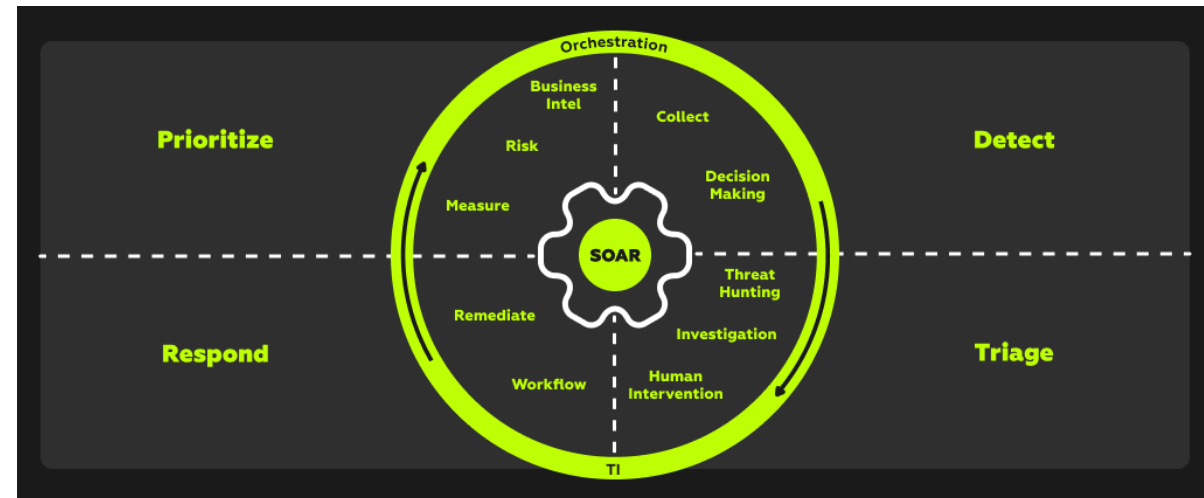 Orchestration
Business
Intel
Collect
Prioritize
Detect
Risk
Decision
Making
Measure
SOAR
Threat
Hunting
Remediate
Investigation
Respond
Triage
Workflow
Human
Intervention
TI